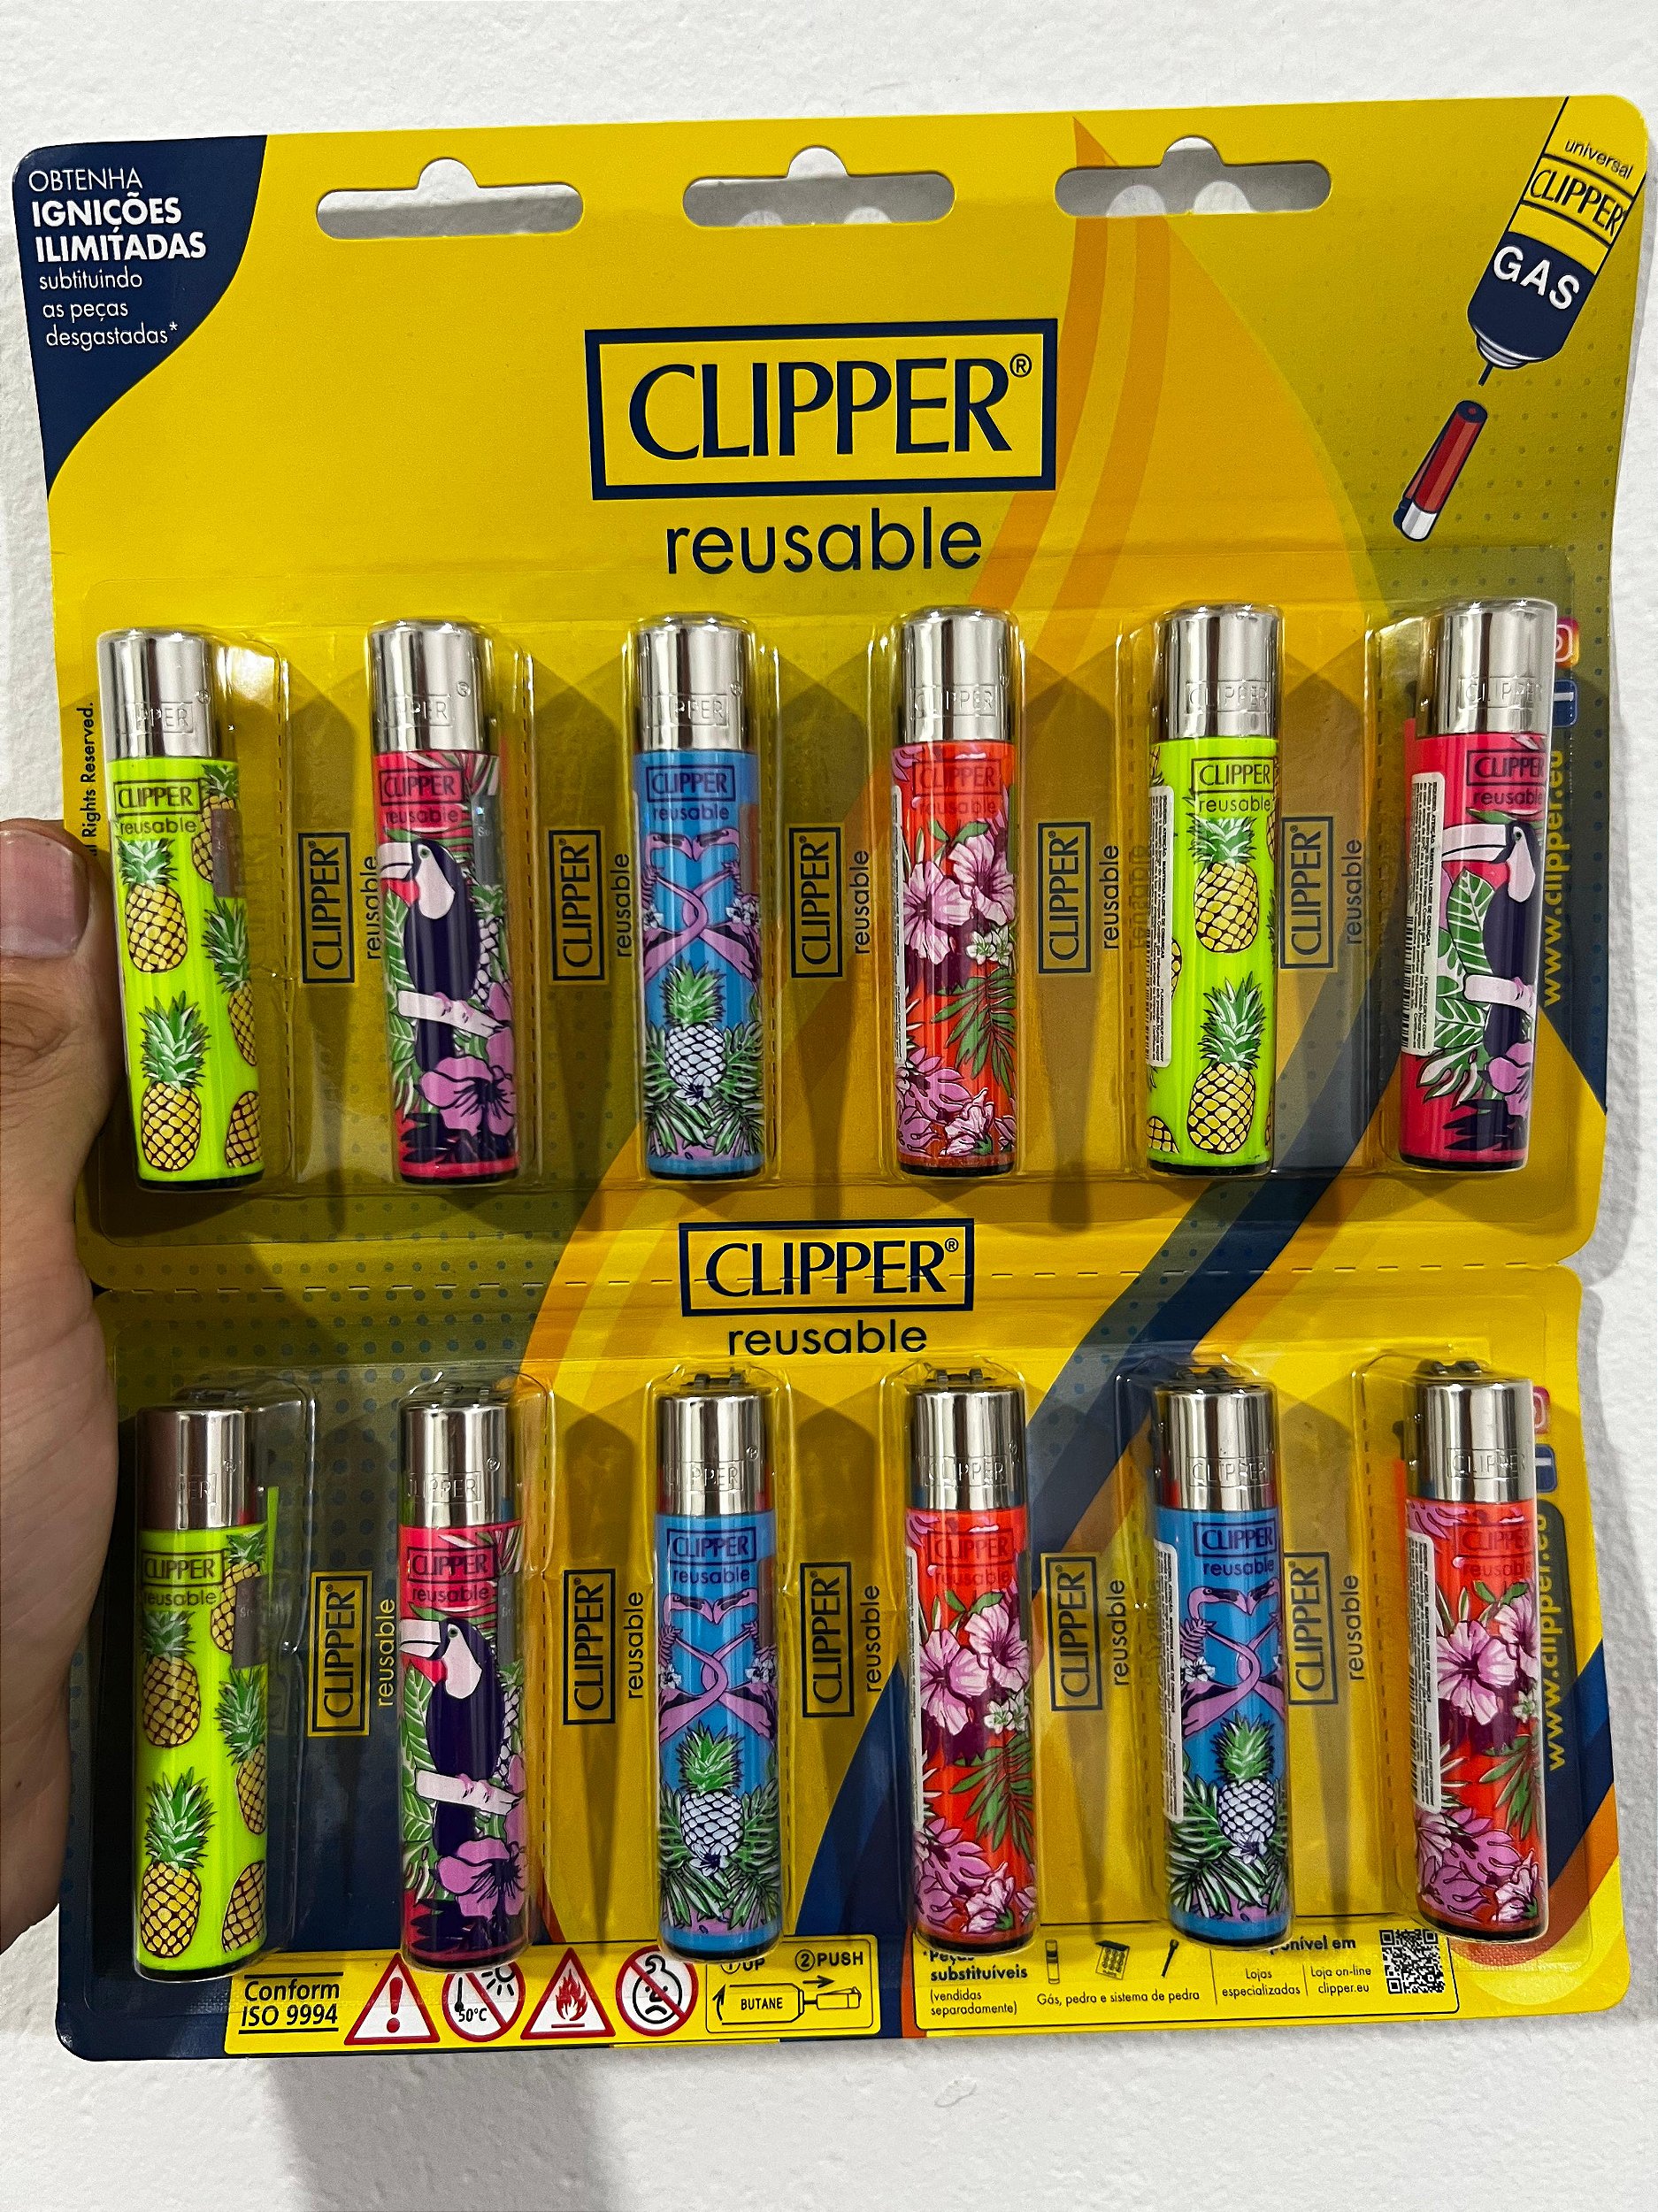 OBTENHA
IGNIÇÕES
ILIMITADAS
subtituindo
as peças
desgastadas*
universal
CLIPPER
GAS
CLIPPER®
reusable
Rights Reserved.
CLIPPER
reusable
CLIPPER
reusable
CLIPPER
reusable
CLIPPER
reusable
CLIPPER
reusable
CLIPPER
reusable
CLIPPER
reusable
CLIPPER
reusable
CLIPPER
reusable
CLIPPER
reusable
CLIPPER
reusable
www.clipper.eu
CLIPPER®
reusable
CLIPPER
reusable
CLIPPER
reusable
CLIPPER
reusable
CLIPPER
reusable
CLIPPER
reusable
CLIPPER
reusable
CLIPPER
reusable
CLIPPER
reusable
CLIPPER
reusable
CLIPPER
reusable
CLIPPER
reusable
www.clipper.eu
Conform
ISO 9994
50°C
① UP ② PUSH
BUTANE
*Peças
substituíveis
(vendidas
separadamente)
Gás, pedra e sistema de pedra
em
Lojas
especializadas
Loja on-line
clipper.eu